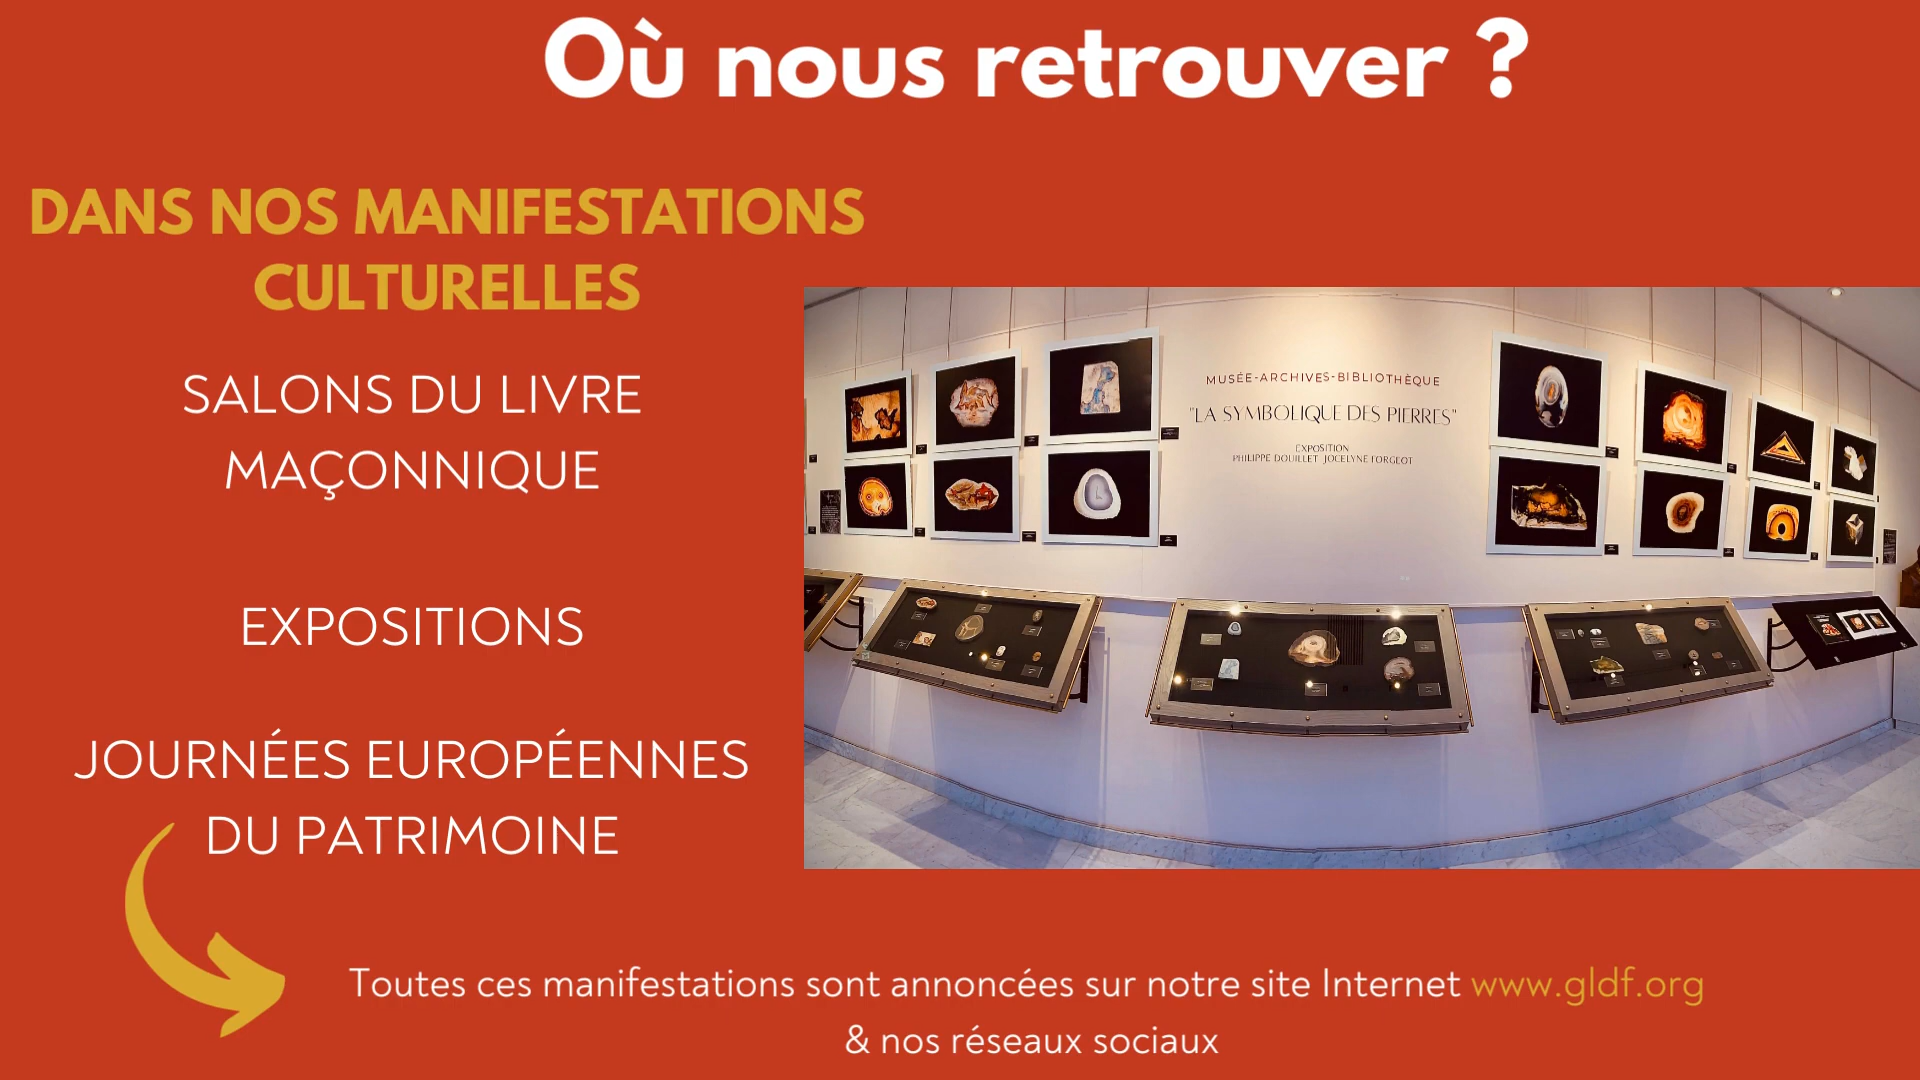 Où nous retrouver ?
DANS NOS MANIFESTATIONS
CULTURELLES
SALONS DU LIVRE
MAÇONNIQUE
EXPOSITIONS
JOURNÉES EUROPÉENNES
DU PATRIMOINE
MUSÉE-ARCHIVES-BIBLIOTHÈQUE
"LA SYMBOLIQUE DES PIERRES"
EXPOSITION
PHILIPPE DOUILLET JOCELYNE FORGEOT
Toutes ces manifestations sont annoncées sur notre site Internet www.gldf.org
& nos réseaux sociaux